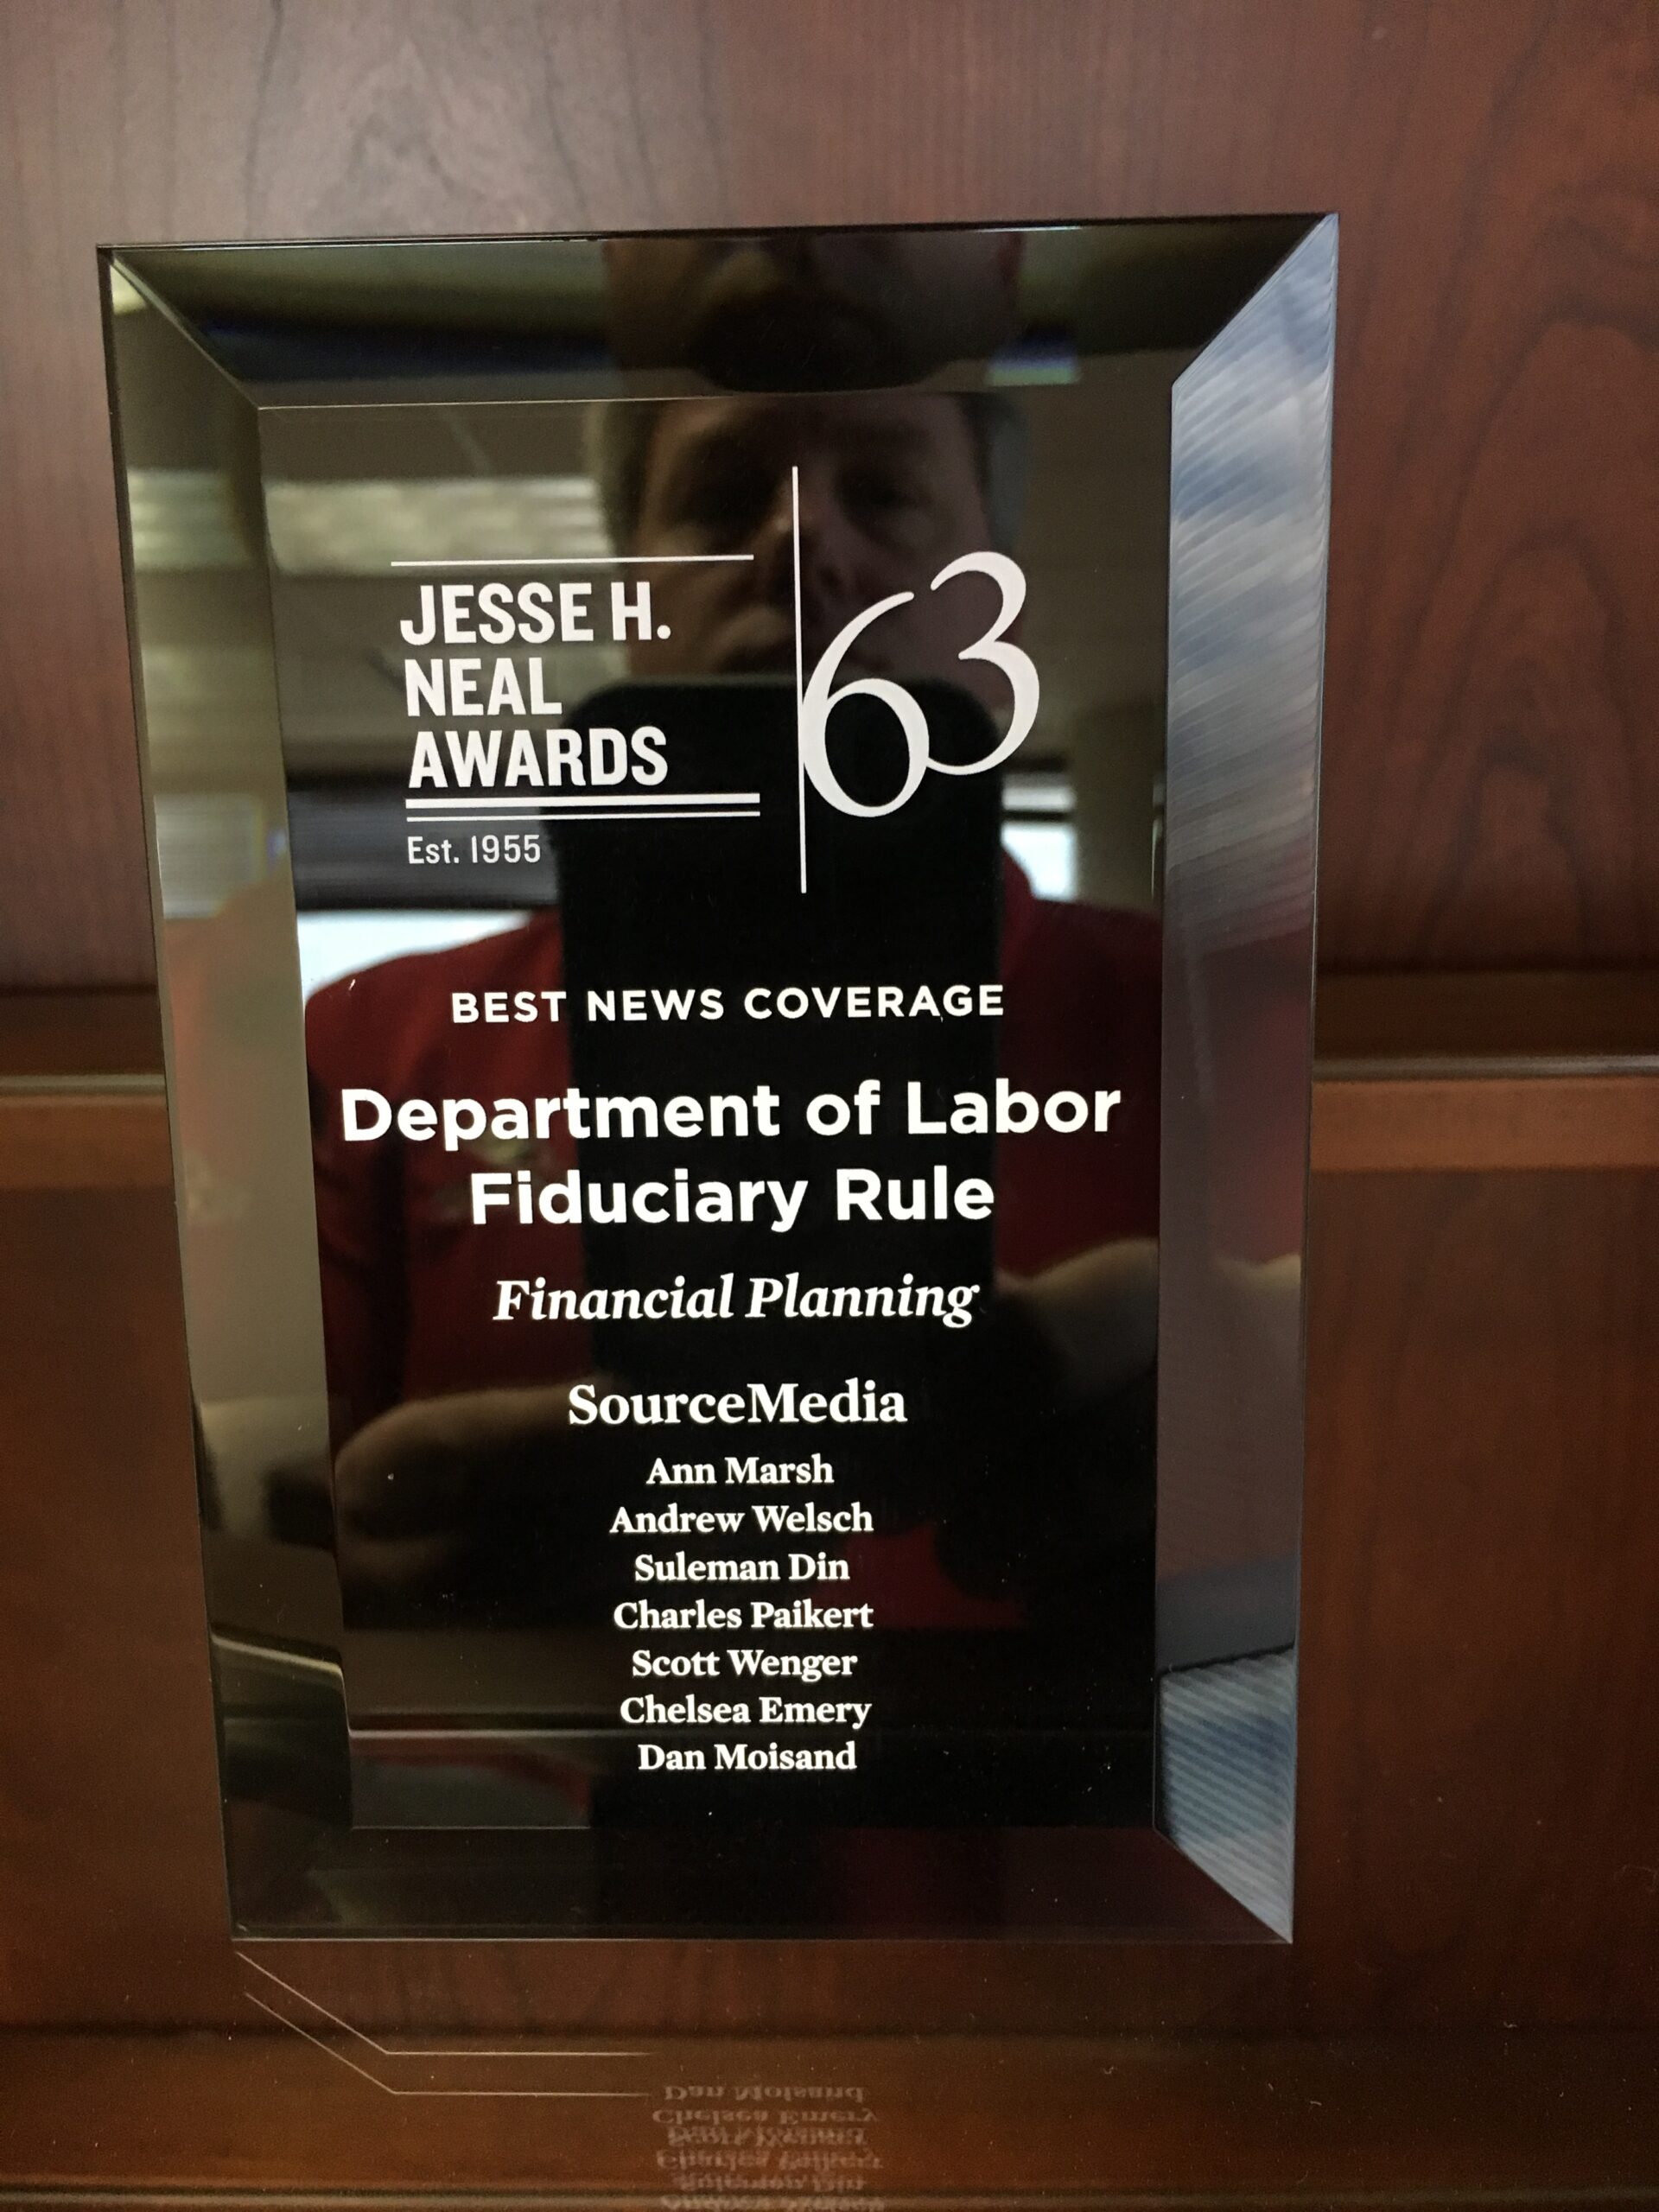 JESSE H.
NEAL
AWARDS
Est. 1955
63
BEST NEWS COVERAGE
Department of Labor
Fiduciary Rule
Financial Planning
SourceMedia
Ann Marsh
Andrew Welsch
Suleman Din
Charles Paikert
Scott Wenger
Chelsea Emery
Dan Moisand